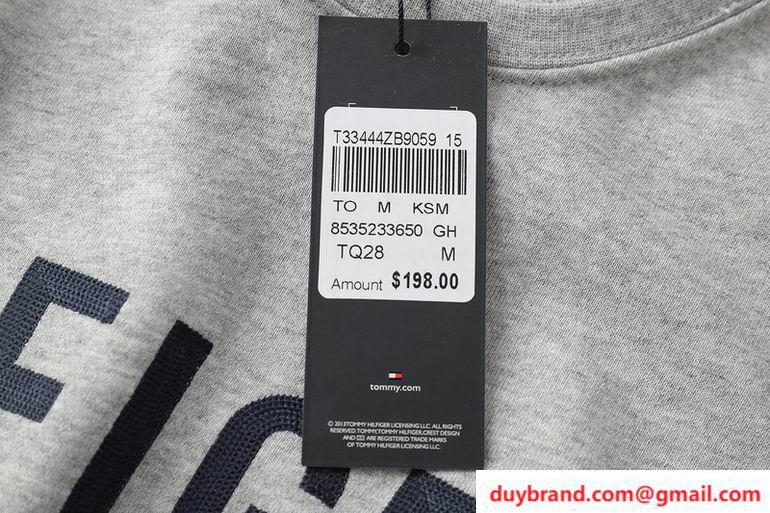 T33444ZB9059 15
TO M KSM
8535233650 GH
TQ28 M
Amount $198.00
tommy.com
© 2013TOMMY HILFIGER LICENSING LLC. ALL RIGHTS
RESERVED.TOMMY,TOMMY HILFIGER,CREST DESIGN
AND ARE REGISTERED TRADE MARKS
OF TOMMY HILFIGER LICENSING LLC.
duybrand.com@gmail.com